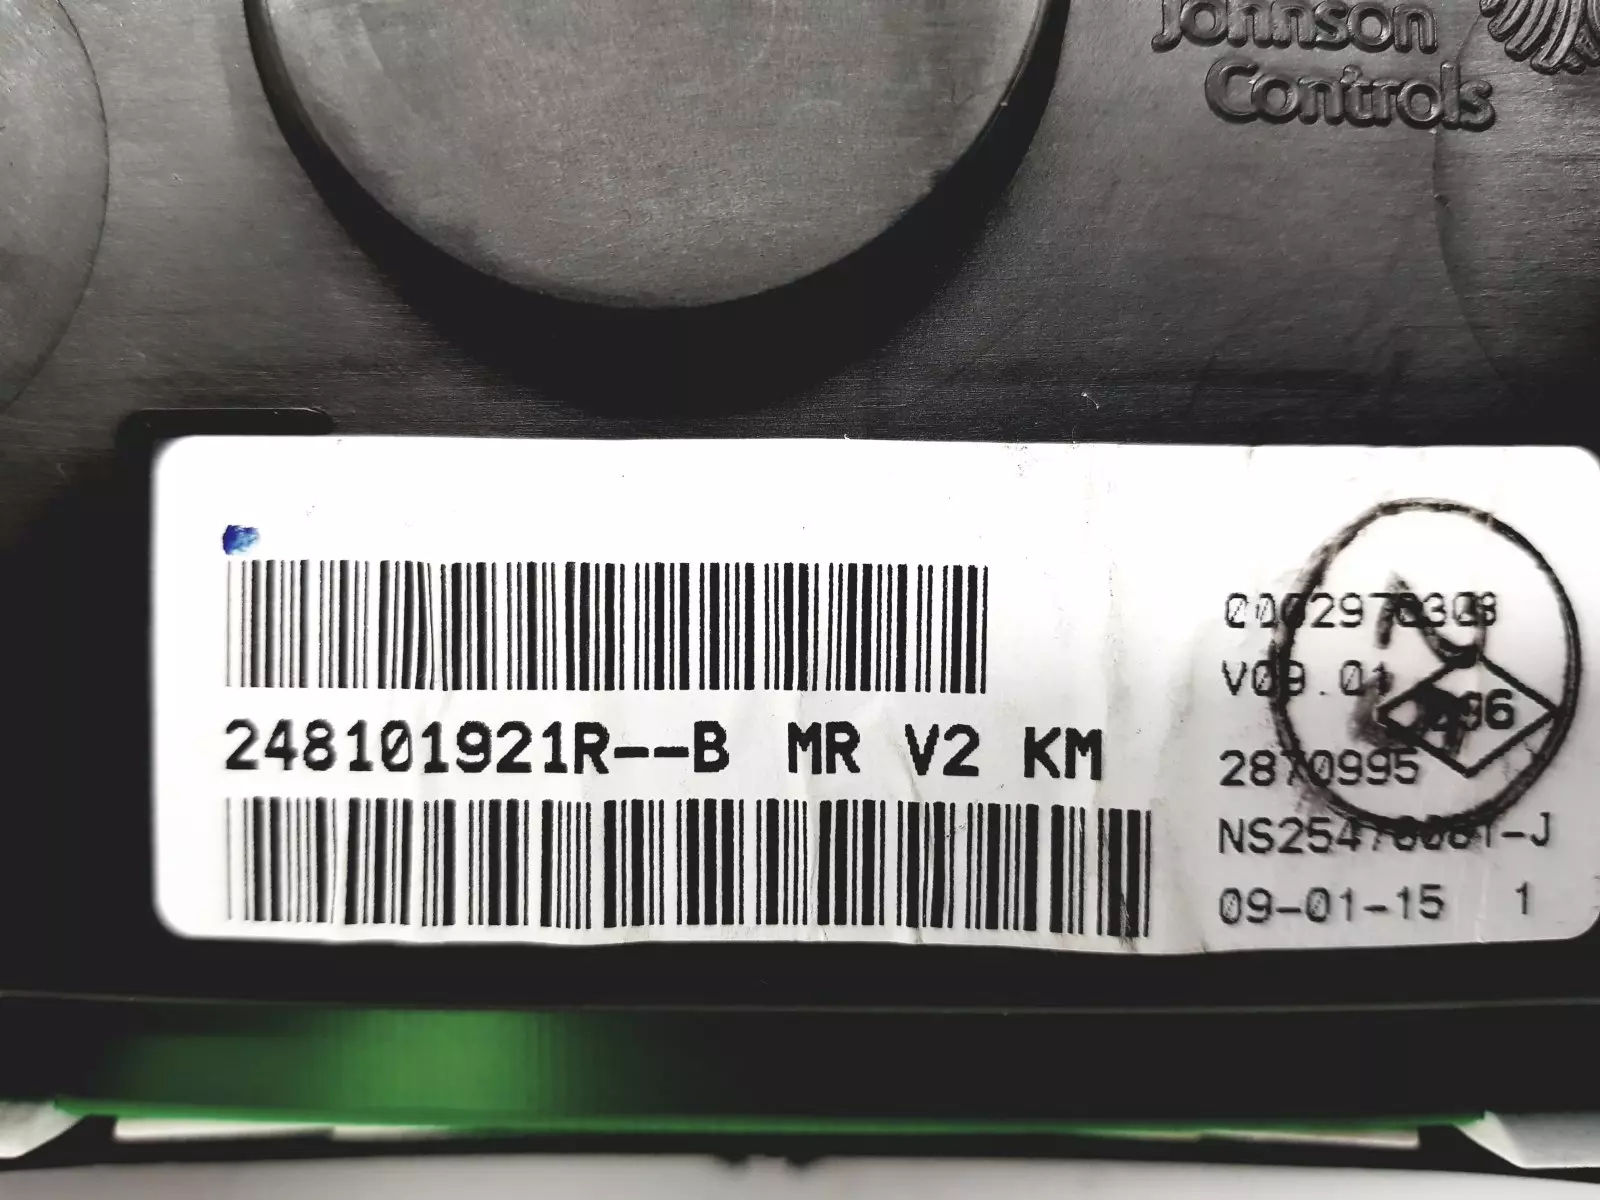 Johnson
Controls
248101921R--B MR V2 KM
V09.01
2870995
09-01-15 1